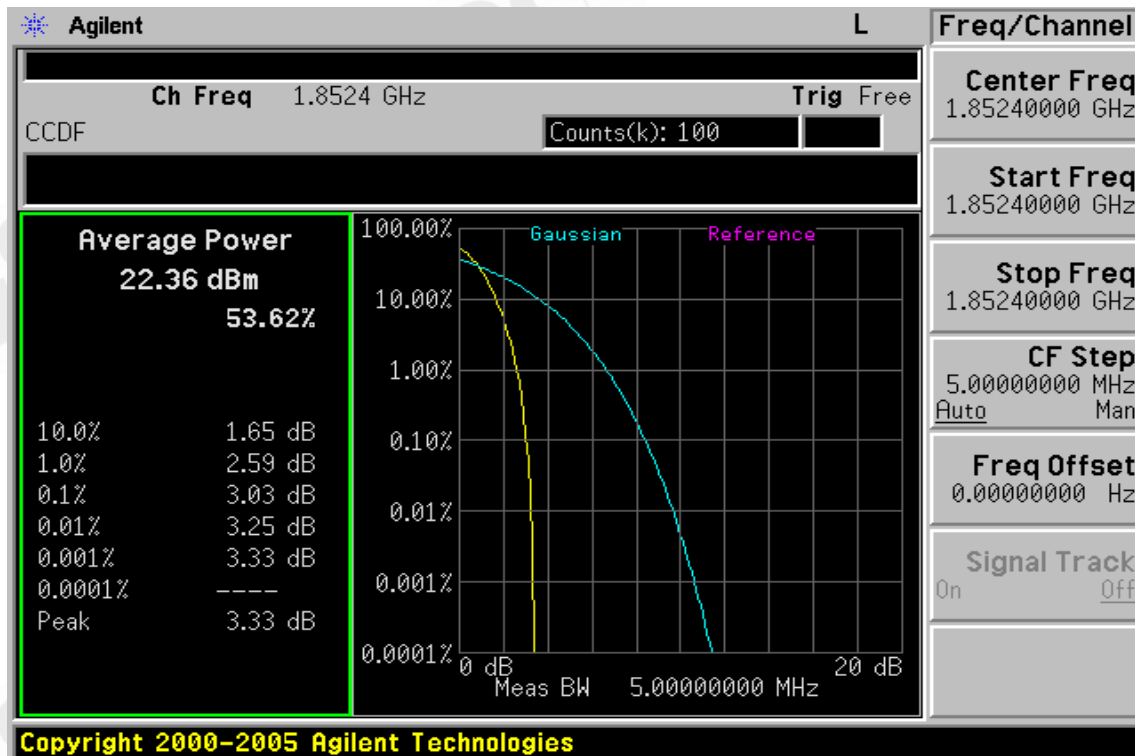 Agilent L
Ch Freq 1.8524 GHz Trig Free
CCDF Counts(k): 100
Average Power
22.36 dBm
53.62%
10.0% 1.65 dB
1.0% 2.59 dB
0.1% 3.03 dB
0.01% 3.25 dB
0.001% 3.33 dB
0.0001% ----
Peak 3.33 dB
Gaussian Reference
100.00%
10.00%
1.00%
0.10%
0.01%
0.001%
0.0001%
0 dB 20 dB
Meas BW 5.00000000 MHz
Freq/Channel
Center Freq
1.85240000 GHz
Start Freq
1.85240000 GHz
Stop Freq
1.85240000 GHz
CF Step
5.00000000 MHz
Auto Man
Freq Offset
0.00000000 Hz
Signal Track
On Off
Copyright 2000-2005 Agilent Technologies